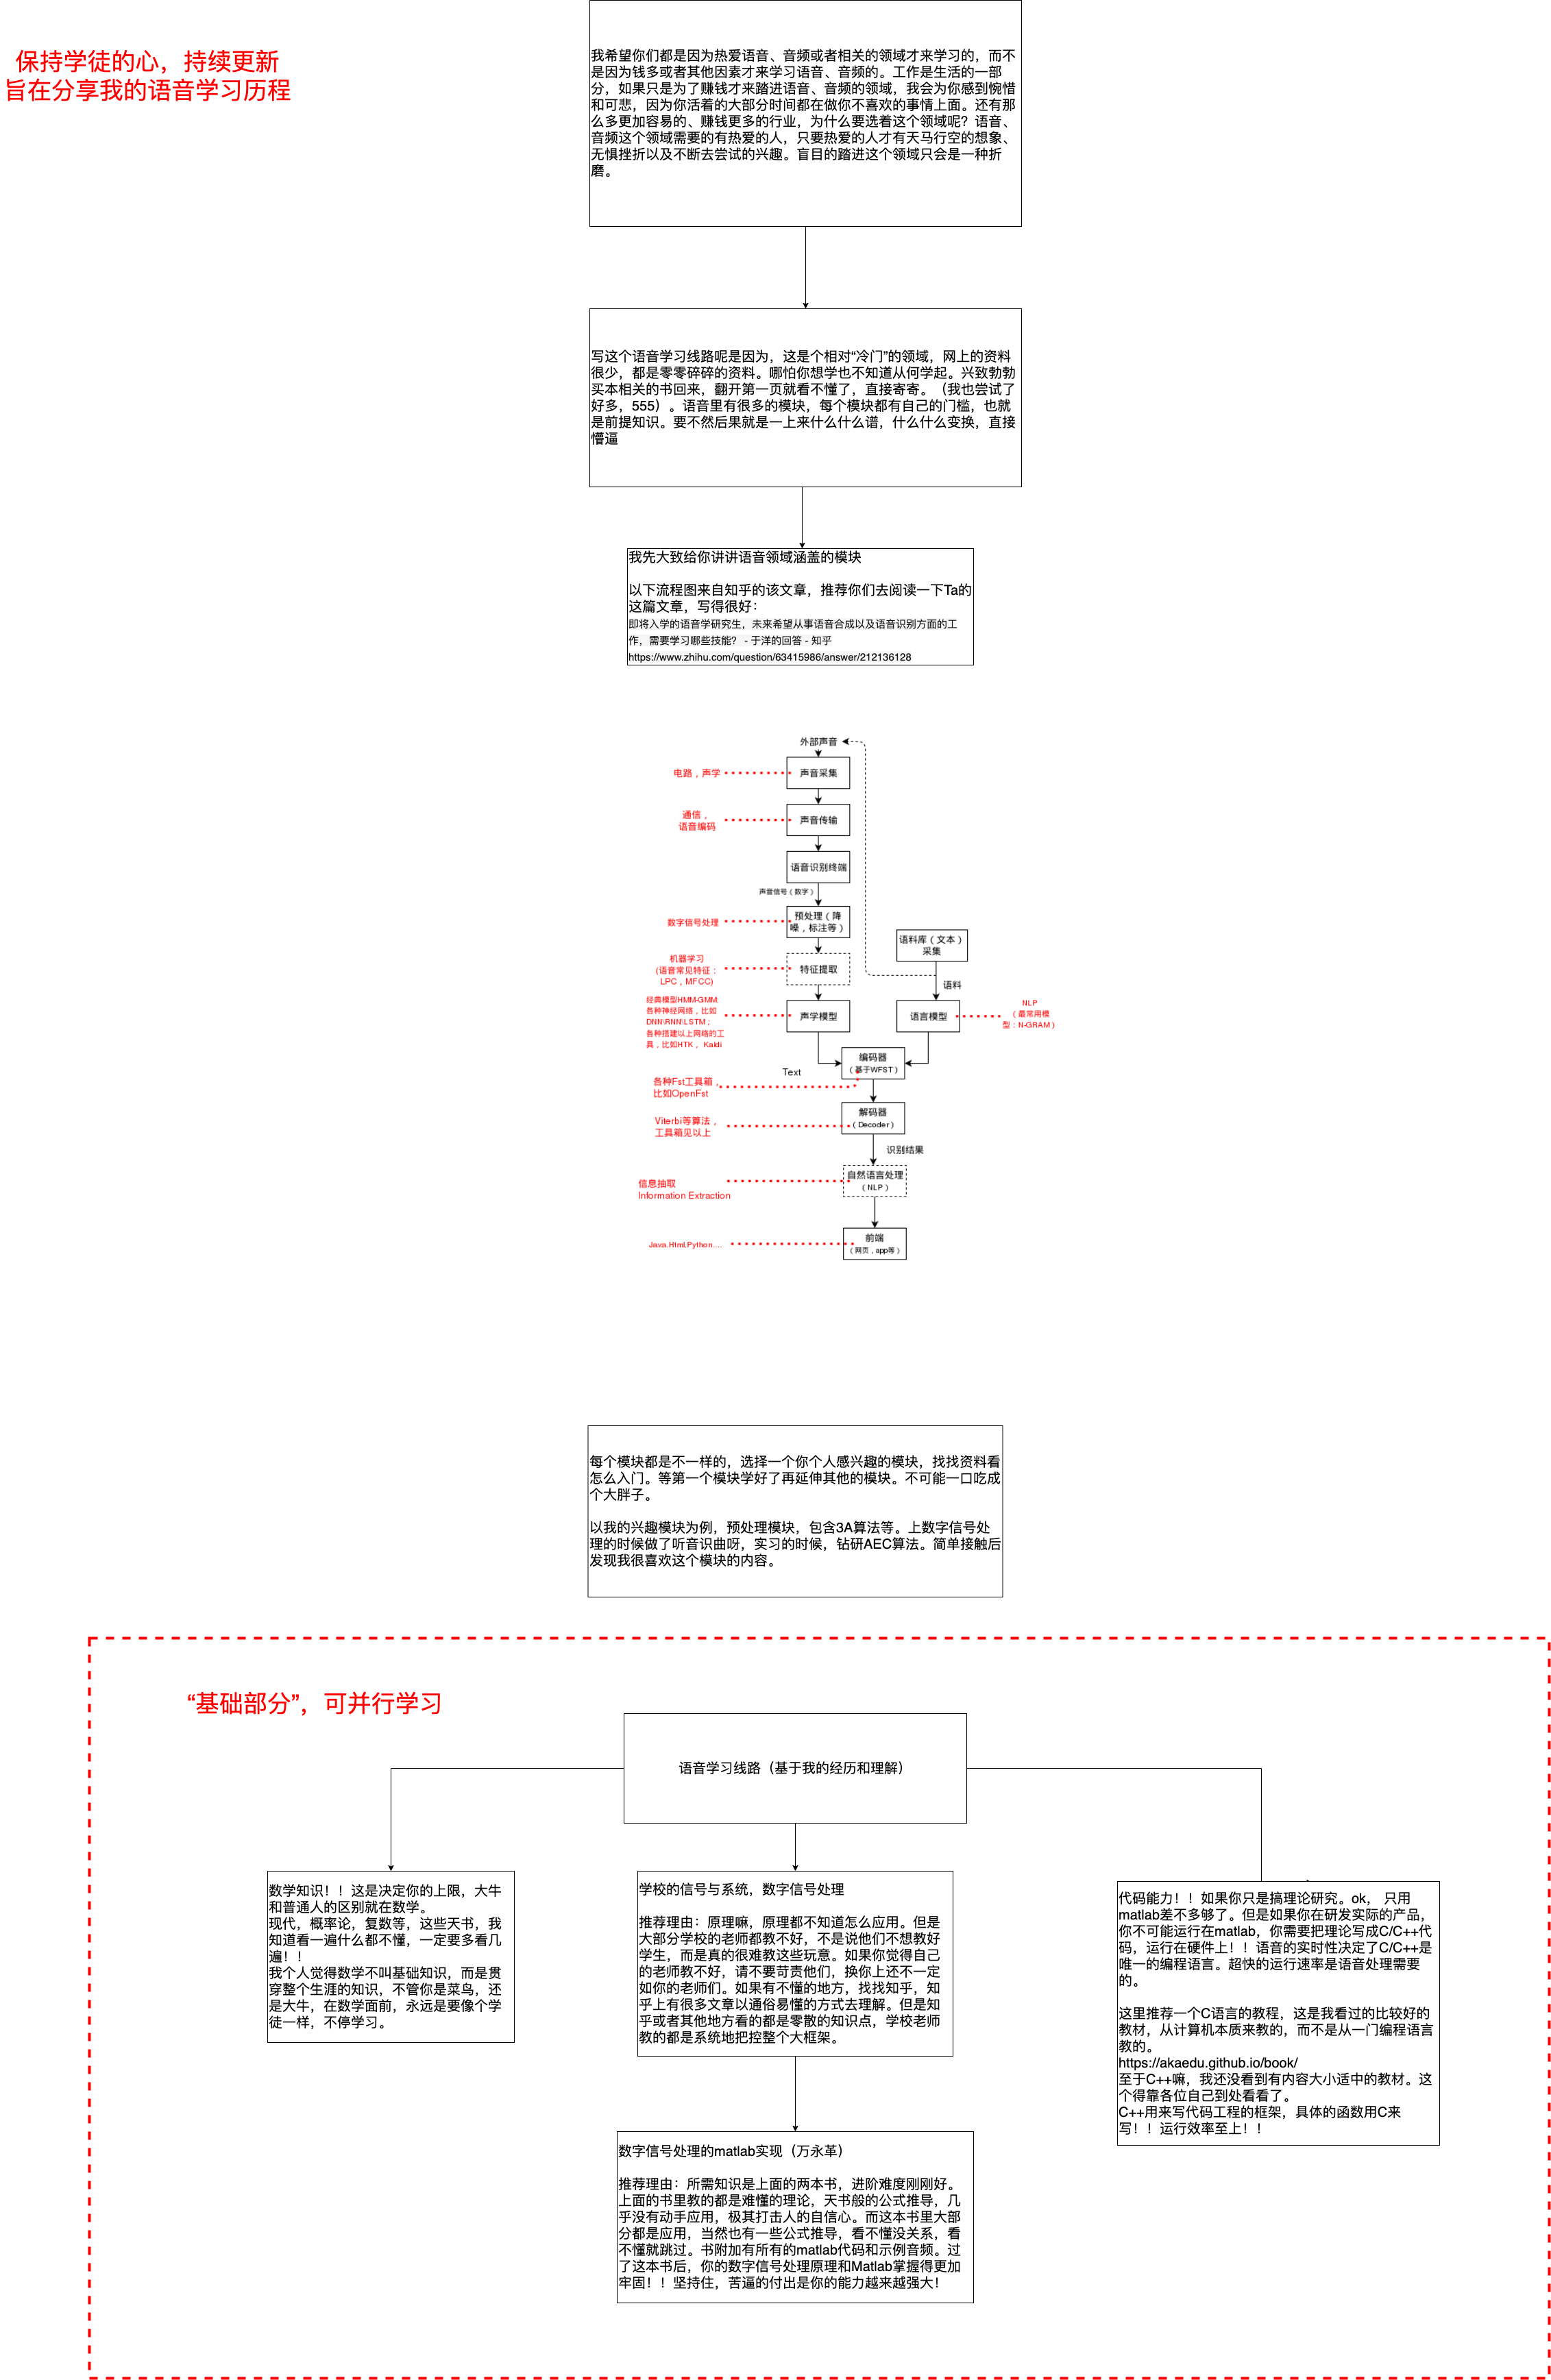 保持学徒的心，持续更新
旨在分享我的语音学习历程
我希望你们都是因为热爱语音、音频或者相关的领域才来学习的，而不
是因为钱多或者其他因素才来学习语音、音频的。工作是生活的一部
分，如果只是为了赚钱才来踏进语音、音频的领域，我会为你感到惋惜
和可悲，因为你活着的大部分时间都在做你不喜欢的事情上面。还有那
么多更加容易的、赚钱更多的行业，为什么要选着这个领域呢？语音、
音频这个领域需要的有热爱的人，只要热爱的人才有天马行空的想象、
无惧挫折以及不断去尝试的兴趣。盲目的踏进这个领域只会是一种折
磨。
写这个语音学习线路呢是因为，这是个相对“冷门”的领域，网上的资料
很少，都是零零碎碎的资料。哪怕你想学也不知道从何学起。兴致勃勃
买本相关的书回来，翻开第一页就看不懂了，直接寄寄。（我也尝试了
好多，555）。语音里有很多的模块，每个模块都有自己的门槛，也就
是前提知识。要不然后果就是一上来什么什么谱，什么什么变换，直接
懵逼
我先大致给你讲讲语音领域涵盖的模块
以下流程图来自知乎的该文章，推荐你们去阅读一下Ta的
这篇文章，写得很好：
即将入学的语音学研究生，未来希望从事语音合成以及语音识别方面的工
作，需要学习哪些技能？ - 于洋的回答 - 知乎
https://www.zhihu.com/question/63415986/answer/212136128
外部声音
电路，声学
声音采集
通信，
语音编码
声音传输
语音识别终端
声音信号（数字）
数字信号处理
预处理（降
噪，标注等）
语料库（文本）
采集
机器学习
(语音常见特征：
LPC，MFCC)
特征提取
语料
经典模型HMM-GMM;
各种神经网络，比如
DNN\RNN\LSTM；
各种搭建以上网络的工
具，比如HTK，Kaldi
声学模型
语言模型
NLP
（最常用模
型：N-GRAM）
编码器
（基于WFST）
Text
各种Fst工具箱，
比如OpenFst
解码器
（Decoder）
Viterbi等算法，
工具箱见以上
识别结果
自然语言处理
（NLP）
信息抽取
Information Extraction
前端
（网页，app等）
Java.Html.Python....
每个模块都是不一样的，选择一个你个人感兴趣的模块，找找资料看
怎么入门。等第一个模块学好了再延伸其他的模块。不可能一口吃成
个大胖子。
以我的兴趣模块为例，预处理模块，包含3A算法等。上数字信号处
理的时候做了听音识曲呀，实习的时候，钻研AEC算法。简单接触后
发现我很喜欢这个模块的内容。
“基础部分”，可并行学习
语音学习线路（基于我的经历和理解）
数学知识！！这是决定你的上限，大牛
和普通人的区别就在数学。
现代，概率论，复数等，这些天书，我
知道看一遍什么都不懂，一定要多看几
遍！！
我个人觉得数学不叫基础知识，而是贯
穿整个生涯的知识，不管你是菜鸟，还
是大牛，在数学面前，永远是要像个学
徒一样，不停学习。
学校的信号与系统，数字信号处理
推荐理由：原理嘛，原理都不知道怎么应用。但是
大部分学校的老师都教不好，不是说他们不想教好
学生，而是真的很难教这些玩意。如果你觉得自己
的老师教不好，请不要苛责他们，换你上还不一定
如你的老师们。如果有不懂的地方，找找知乎，知
乎上有很多文章以通俗易懂的方式去理解。但是知
乎或者其他地方看的都是零散的知识点，学校老师
教的都是系统地把控整个大框架。
数字信号处理的matlab实现（万永革）
推荐理由：所需知识是上面的两本书，进阶难度刚刚好。
上面的书里教的都是难懂的理论，天书般的公式推导，几
乎没有动手应用，极其打击人的自信心。而这本书里大部
分都是应用，当然也有一些公式推导，看不懂没关系，看
不懂就跳过。书附加有所有的matlab代码和示例音频。过
了这本书后，你的数字信号处理原理和Matlab掌握得更加
牢固！！坚持住，苦逼的付出是你的能力越来越强大！
代码能力！！如果你只是搞理论研究。ok， 只用
matlab差不多够了。但是如果你在研发实际的产品，
你不可能运行在matlab，你需要把理论写成C/C++代
码，运行在硬件上！！语音的实时性决定了C/C++是
唯一的编程语言。超快的运行速率是语音处理需要
的。
这里推荐一个C语言的教程，这是我看过的比较好的
教材，从计算机本质来教的，而不是从一门编程语言
教的。
https://akaedu.github.io/book/
至于C++嘛，我还没看到有内容大小适中的教材。这
个得靠各位自己到处看看了。
C++用来写代码工程的框架，具体的函数用C来
写！！运行效率至上！！